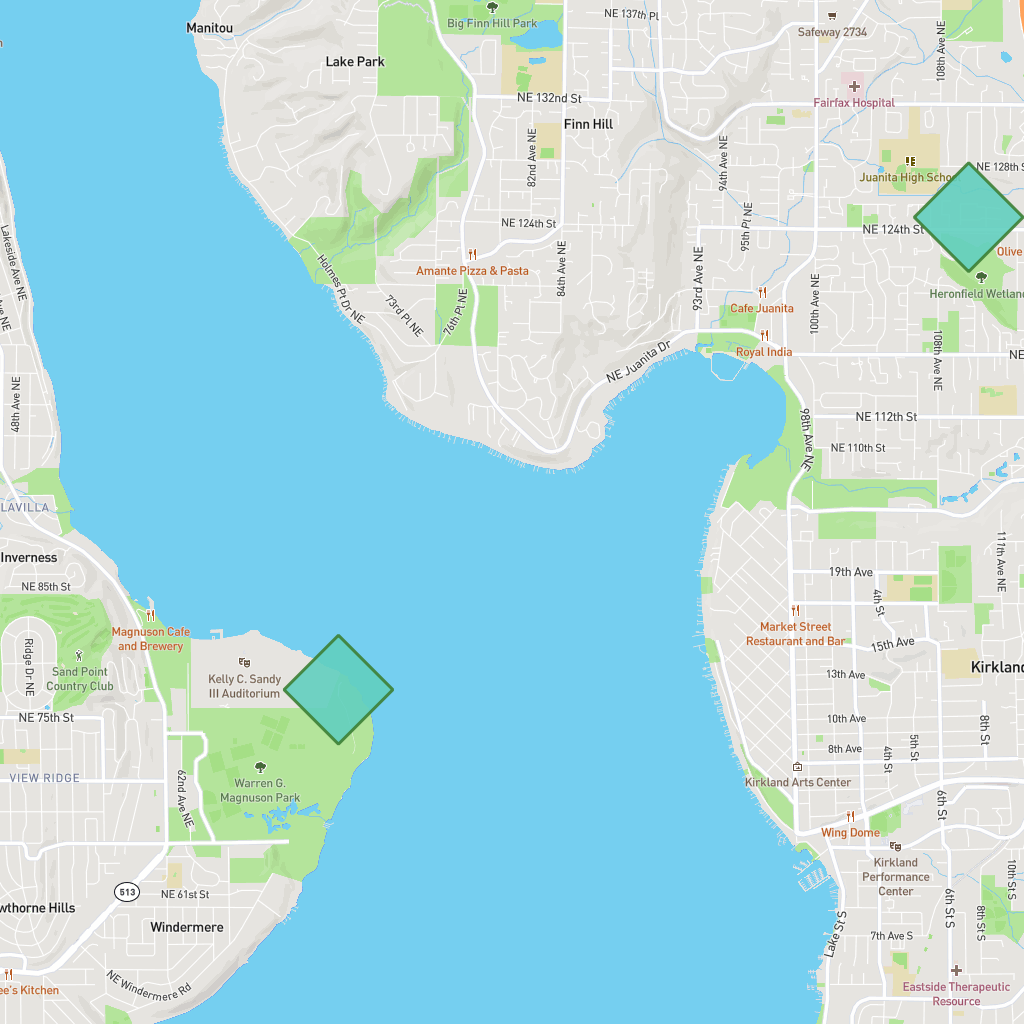 NE 137th Pl
Big Finn Hill Park
Manitou
Safeway 2734
108th Ave NE
Lake Park
Fairfax Hospital
NE 132nd St
Finn Hill
82nd Ave NE
94th Ave NE
NE 128th S
Juanita High Schoo
95th Pl NE
NE 124th St
NE 124th St
Lakeside Ave NE
Olive
Amante Pizza & Pasta
84th Ave NE
93rd Ave NE
Heronfield Wetland
Holmes Pt Dr NE
73rd Pl NE
76th Pl NE
Cafe Juanita
100th Ave NE
Ave NE
Royal India
108th Ave NE
NE
NE Juanita Dr
48th Ave NE
98th Ave NE
NE 112th St
NE 110th St
LAVILLA
Inverness
117th Ave NE
19th Ave
NE 85th St
4th St
Magnuson Cafe
and Brewery
Market Street
Restaurant and Bar
15th Ave
Ridge Dr NE
Sand Point
Country Club
Kelly C. Sandy
III Auditorium
13th Ave
Kirkland
NE 75th St
10th Ave
8th St
5th St
8th Ave
4th St
VIEW RIDGE
62nd Ave NE
Warren G.
Magnuson Park
Kirkland Arts Center
6th St
Wing Dome
513
NE 61st St
Kirkland
Performance
Center
10th St S
wthorne Hills
Windermere
6th St S
8th St S
7th Ave S
Lake St S
NE Windermere Rd
ee's Kitchen
Eastside Therapeutic
Resource